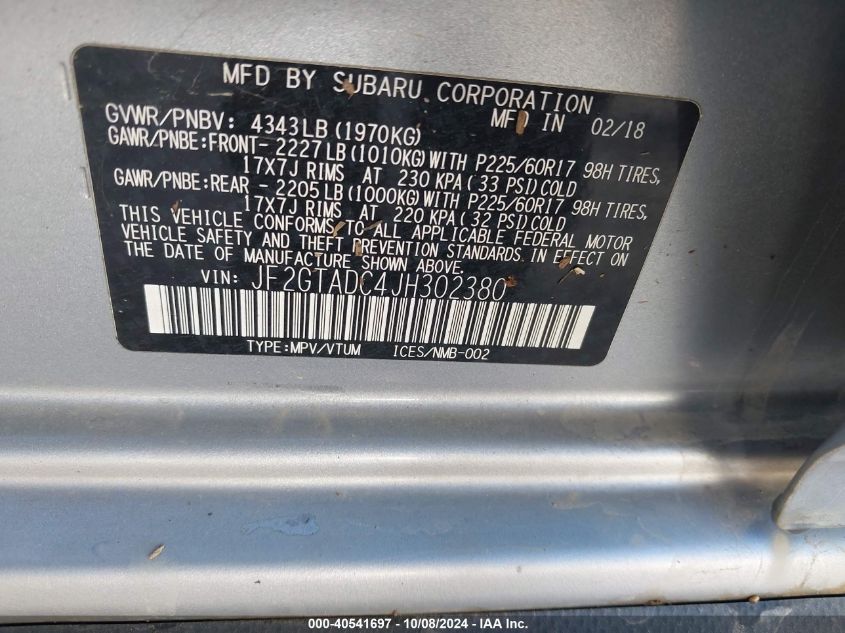 MFD BY SUBARU CORPORATION
GVWR/PNBV: 4343LB(1970KG) MFD IN 02/18
GAWR/PNBE:FRONT-2227LB(1010KG)WITH P225/60R17 98H TIRES,
17X7J RIMS AT 230 KPA(33 PSI)COLD
GAWR/PNBE:REAR -2205LB(1000KG)WITH P225/60R17 98H TIRES,
17X7J RIMS AT 220 KPA(32 PSI)COLD
THIS VEHICLE CONFORMS TO ALL APPLICABLE FEDERAL MOTOR
VEHICLE SAFETY AND THEFT PREVENTION STANDARDS IN EFFECT ON
THE DATE OF MANUFACTURE SHOWN ABOVE.
VIN: JF2GTADC4JH302380
TYPE:MPV/VTUM ICES/NMB-002
000-40541697 - 10/08/2024 - IAA Inc.